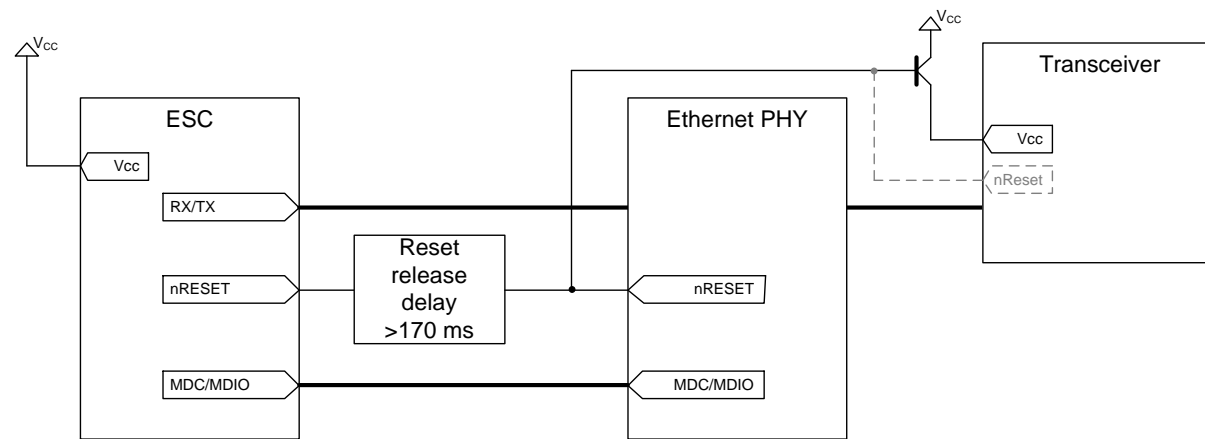 VCC
VCC
Transceiver
ESC
Ethernet PHY
Vcc
Vcc
nReset
RX/TX
Reset
release
delay
>170 ms
nRESET
nRESET
MDC/MDIO
MDC/MDIO